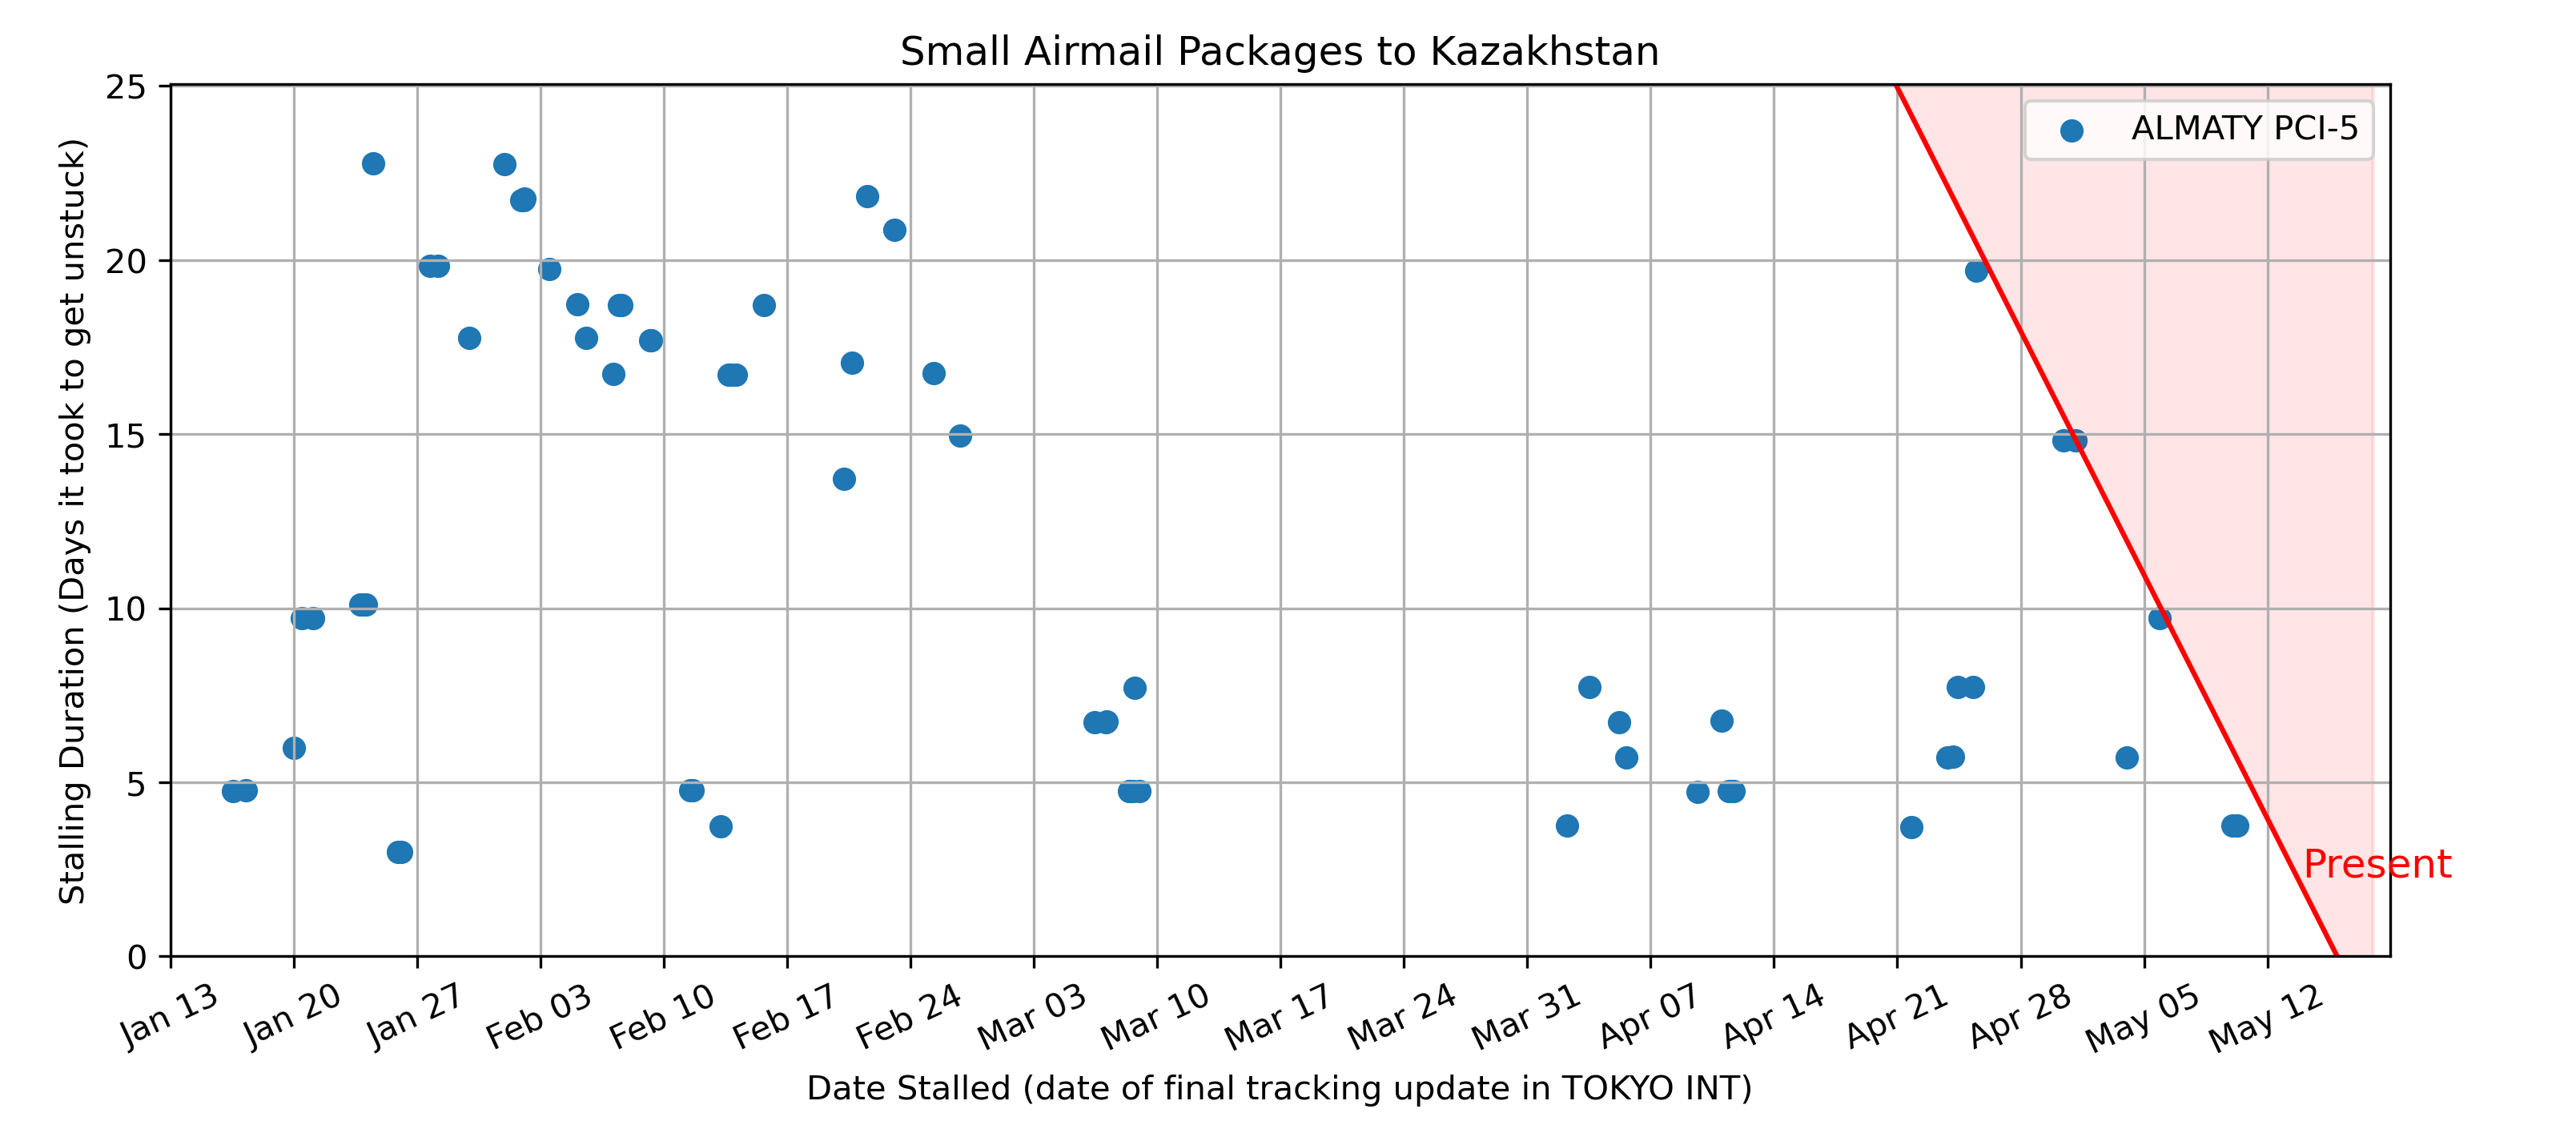 Small Airmail Packages to Kazakhstan
Stalling Duration (Days it took to get unstuck)
25
20
15
10
5
0
ALMATY PCI-5
Present
Jan 13
Jan 20
Jan 27
Feb 03
Feb 10
Feb 17
Feb 24
Mar 03
Mar 10
Mar 17
Mar 24
Mar 31
Apr 07
Apr 14
Apr 21
Apr 28
May 05
May 12
Date Stalled (date of final tracking update in TOKYO INT)